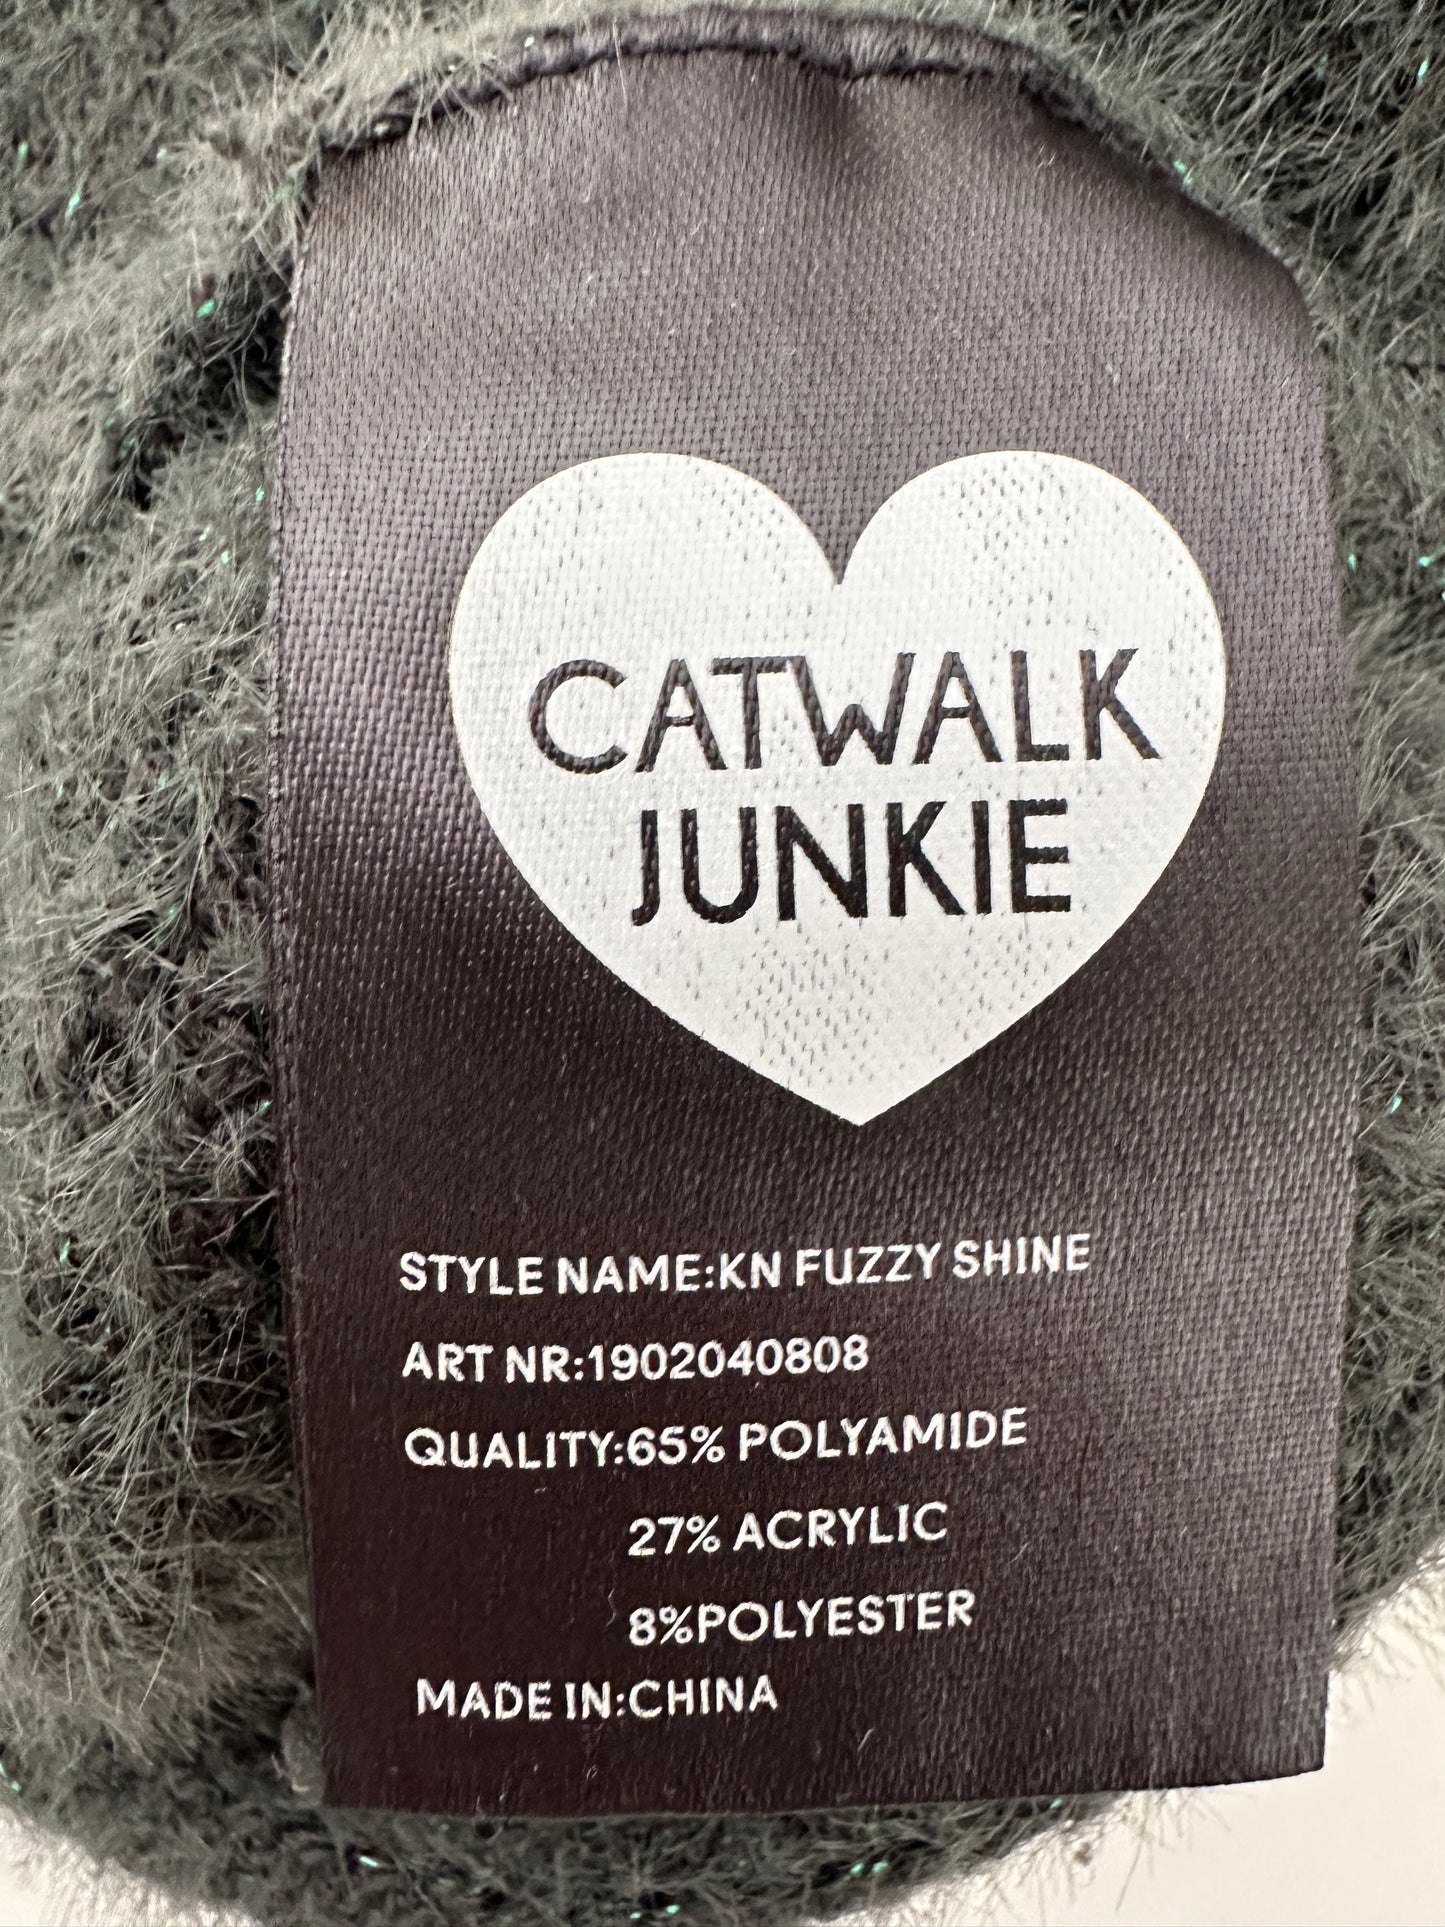 CATWALK
JUNKIE
STYLE NAME:KN FUZZY SHINE
ART NR:1902040808
QUALITY:65% POLYAMIDE
27% ACRYLIC
8%POLYESTER
MADE IN:CHINA